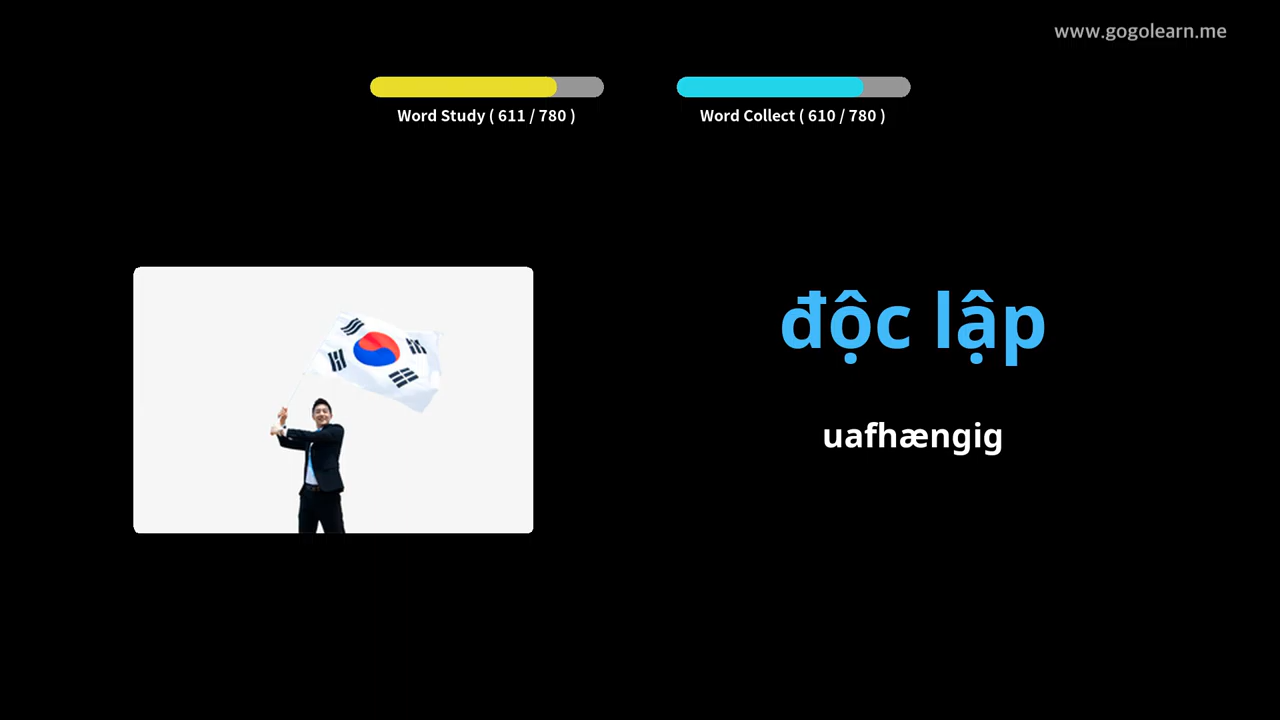 www.gogolearn.me
Word Study ( 611 / 780 )
Word Collect ( 610 / 780 )
độc lập
uafhængig